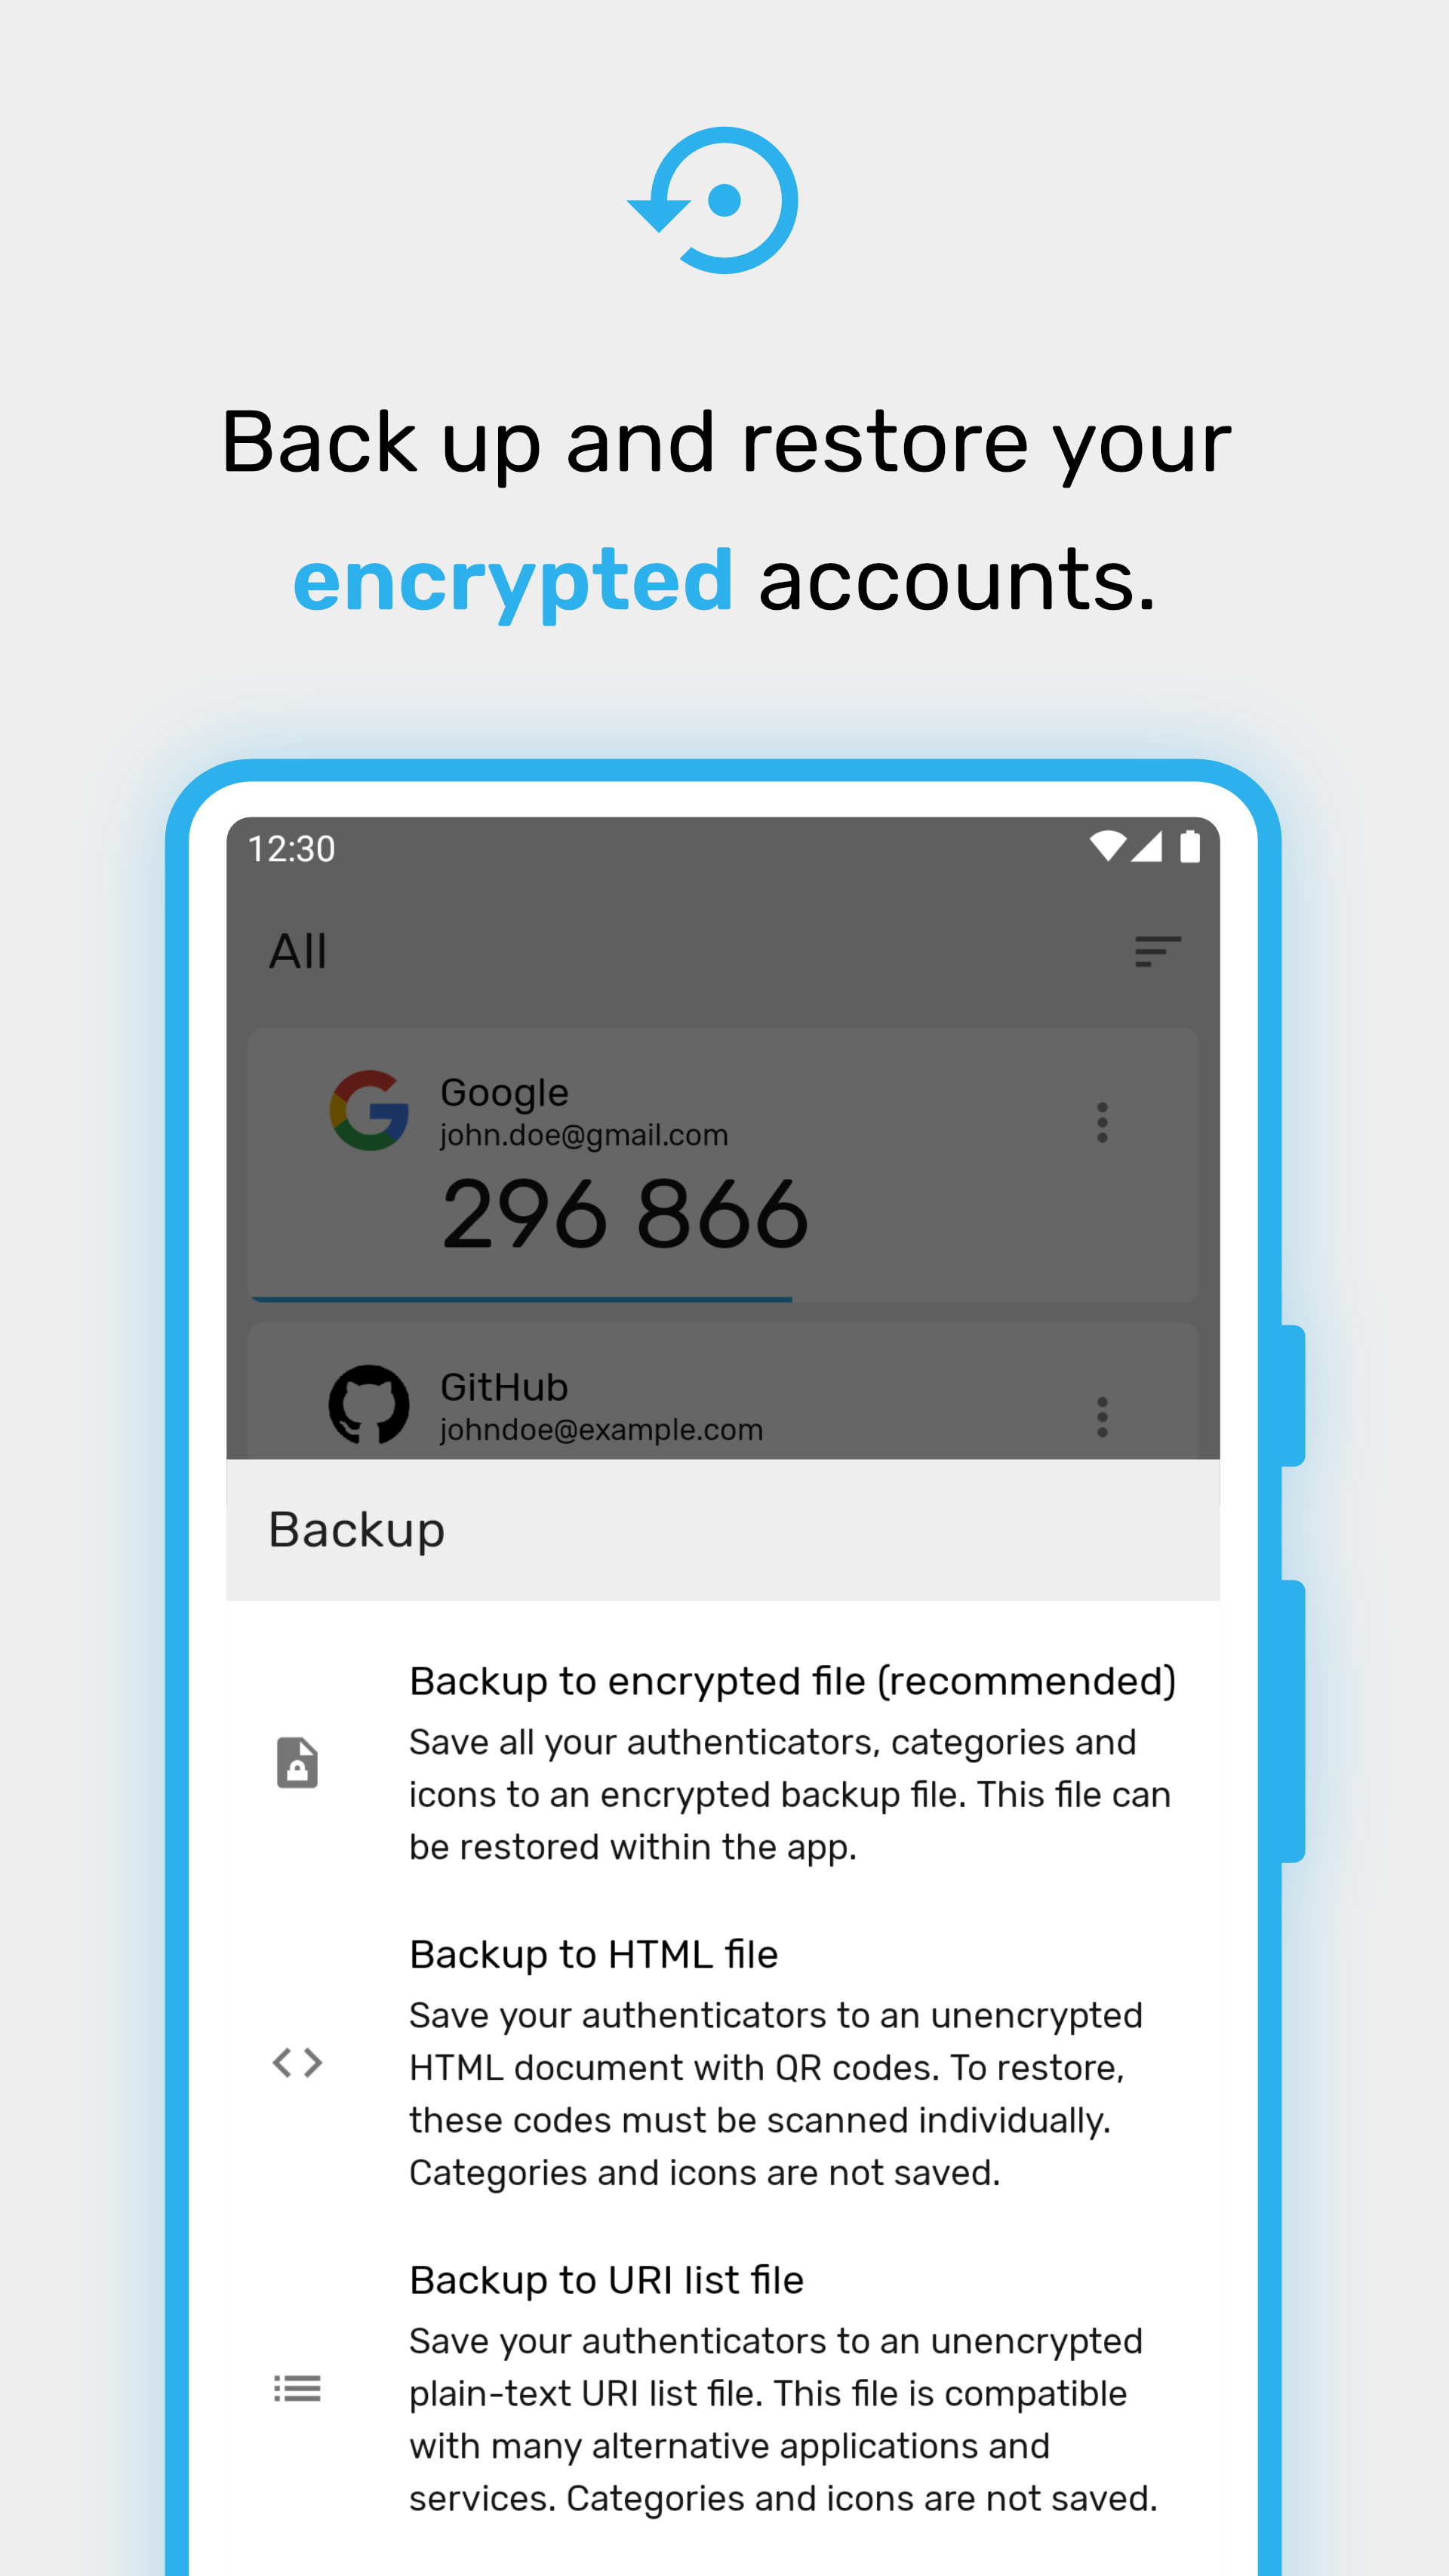 Back up and restore your
encrypted accounts.
12:30
All
Google
john.doe@gmail.com
296 866
GitHub
johndoe@example.com
Backup
Backup to encrypted file (recommended)
Save all your authenticators, categories and
icons to an encrypted backup file. This file can
be restored within the app.
Backup to HTML file
Save your authenticators to an unencrypted
HTML document with QR codes. To restore,
these codes must be scanned individually.
Categories and icons are not saved.
Backup to URI list file
Save your authenticators to an unencrypted
plain-text URI list file. This file is compatible
with many alternative applications and
services. Categories and icons are not saved.